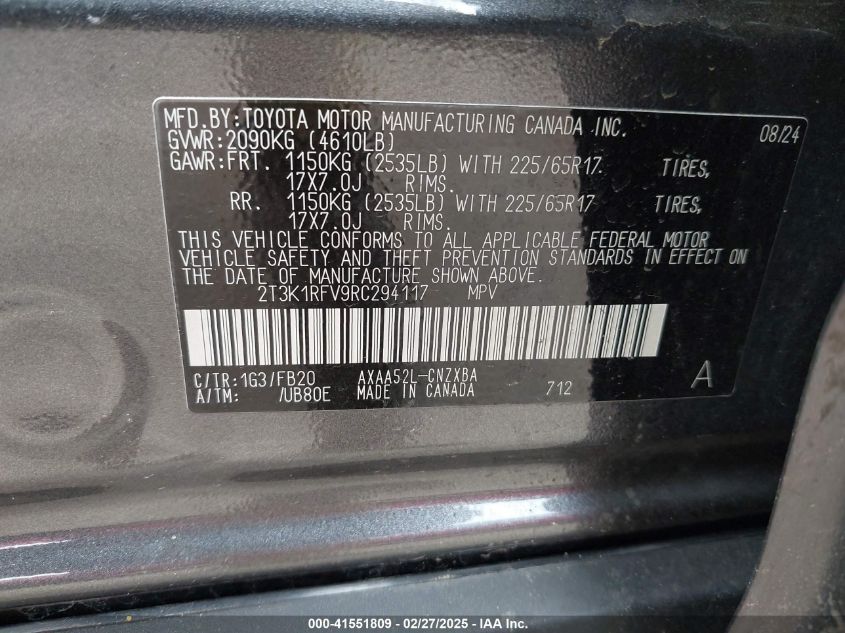 MFD.BY:TOYOTA MOTOR MANUFACTURING CANADA INC. 08/24
GVWR:2090KG (4610LB)
GAWR:FRT. 1150KG (2535LB) WITH 225/65R17 TIRES,
17X7.0J RIMS.
RR. 1150KG (2535LB) WITH 225/65R17 TIRES,
17X7.0J RIMS.
THIS VEHICLE CONFORMS TO ALL APPLICABLE FEDERAL MOTOR
VEHICLE SAFETY AND THEFT PREVENTION STANDARDS IN EFFECT ON
THE DATE OF MANUFACTURE SHOWN ABOVE.
2T3K1RFV9RC294117 MPV
C/TR:1G3/FB20 AXAA52L-CNZXBA A
A/TM: /UB80E MADE IN CANADA 712
000-41551809 - 02/27/2025 - IAA Inc.